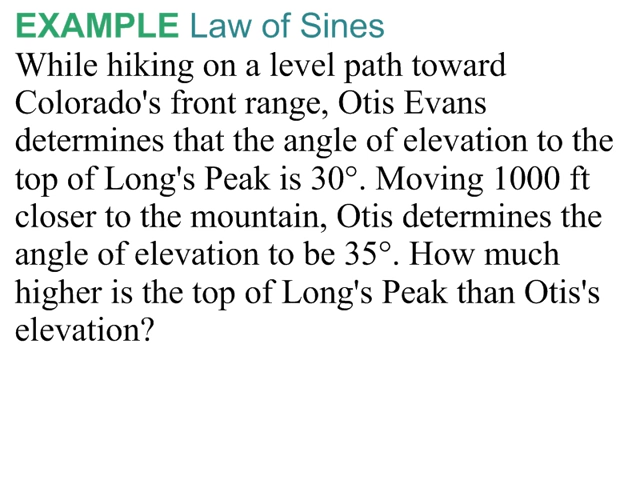 EXAMPLE Law of Sines
While hiking on a level path toward
Colorado's front range, Otis Evans
determines that the angle of elevation to the
top of Long's Peak is 30°. Moving 1000 ft
closer to the mountain, Otis determines the
angle of elevation to be 35°. How much
higher is the top of Long's Peak than Otis's
elevation?